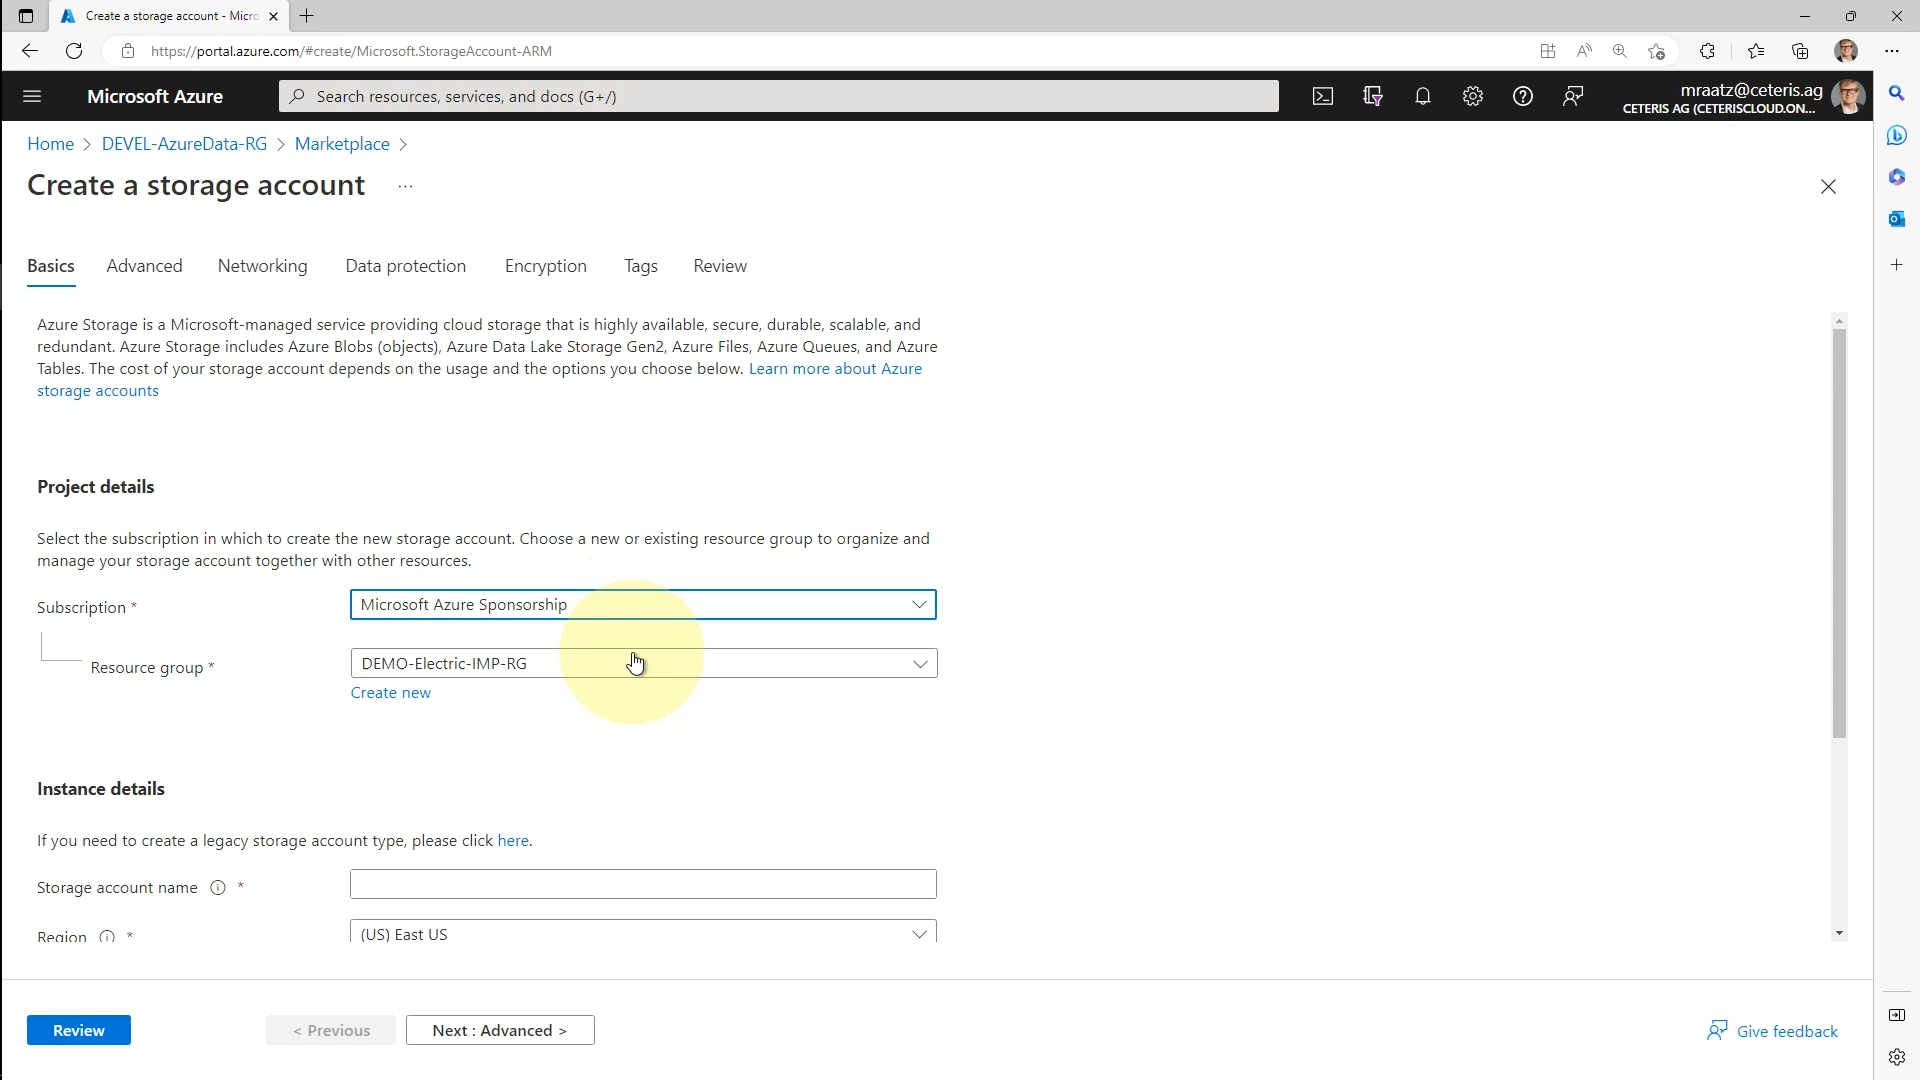 Create a storage account - Micro
https://portal.azure.com/#create/Microsoft.StorageAccount-ARM
Microsoft Azure
Search resources, services, and docs (G+/)
mraatz@ceteris.ag
CETERIS AG (CETERISCLOUD.ON...
Home > DEVEL-AzureData-RG > Marketplace >
Create a storage account ...
Basics Advanced Networking Data protection Encryption Tags Review
Azure Storage is a Microsoft-managed service providing cloud storage that is highly available, secure, durable, scalable, and
redundant. Azure Storage includes Azure Blobs (objects), Azure Data Lake Storage Gen2, Azure Files, Azure Queues, and Azure
Tables. The cost of your storage account depends on the usage and the options you choose below. Learn more about Azure
storage accounts
Project details
Select the subscription in which to create the new storage account. Choose a new or existing resource group to organize and
manage your storage account together with other resources.
Subscription *
Microsoft Azure Sponsorship
Resource group *
DEMO-Electric-IMP-RG
Create new
Instance details
If you need to create a legacy storage account type, please click here.
Storage account name *
Region *
(US) East US
Review
< Previous
Next : Advanced >
Give feedback